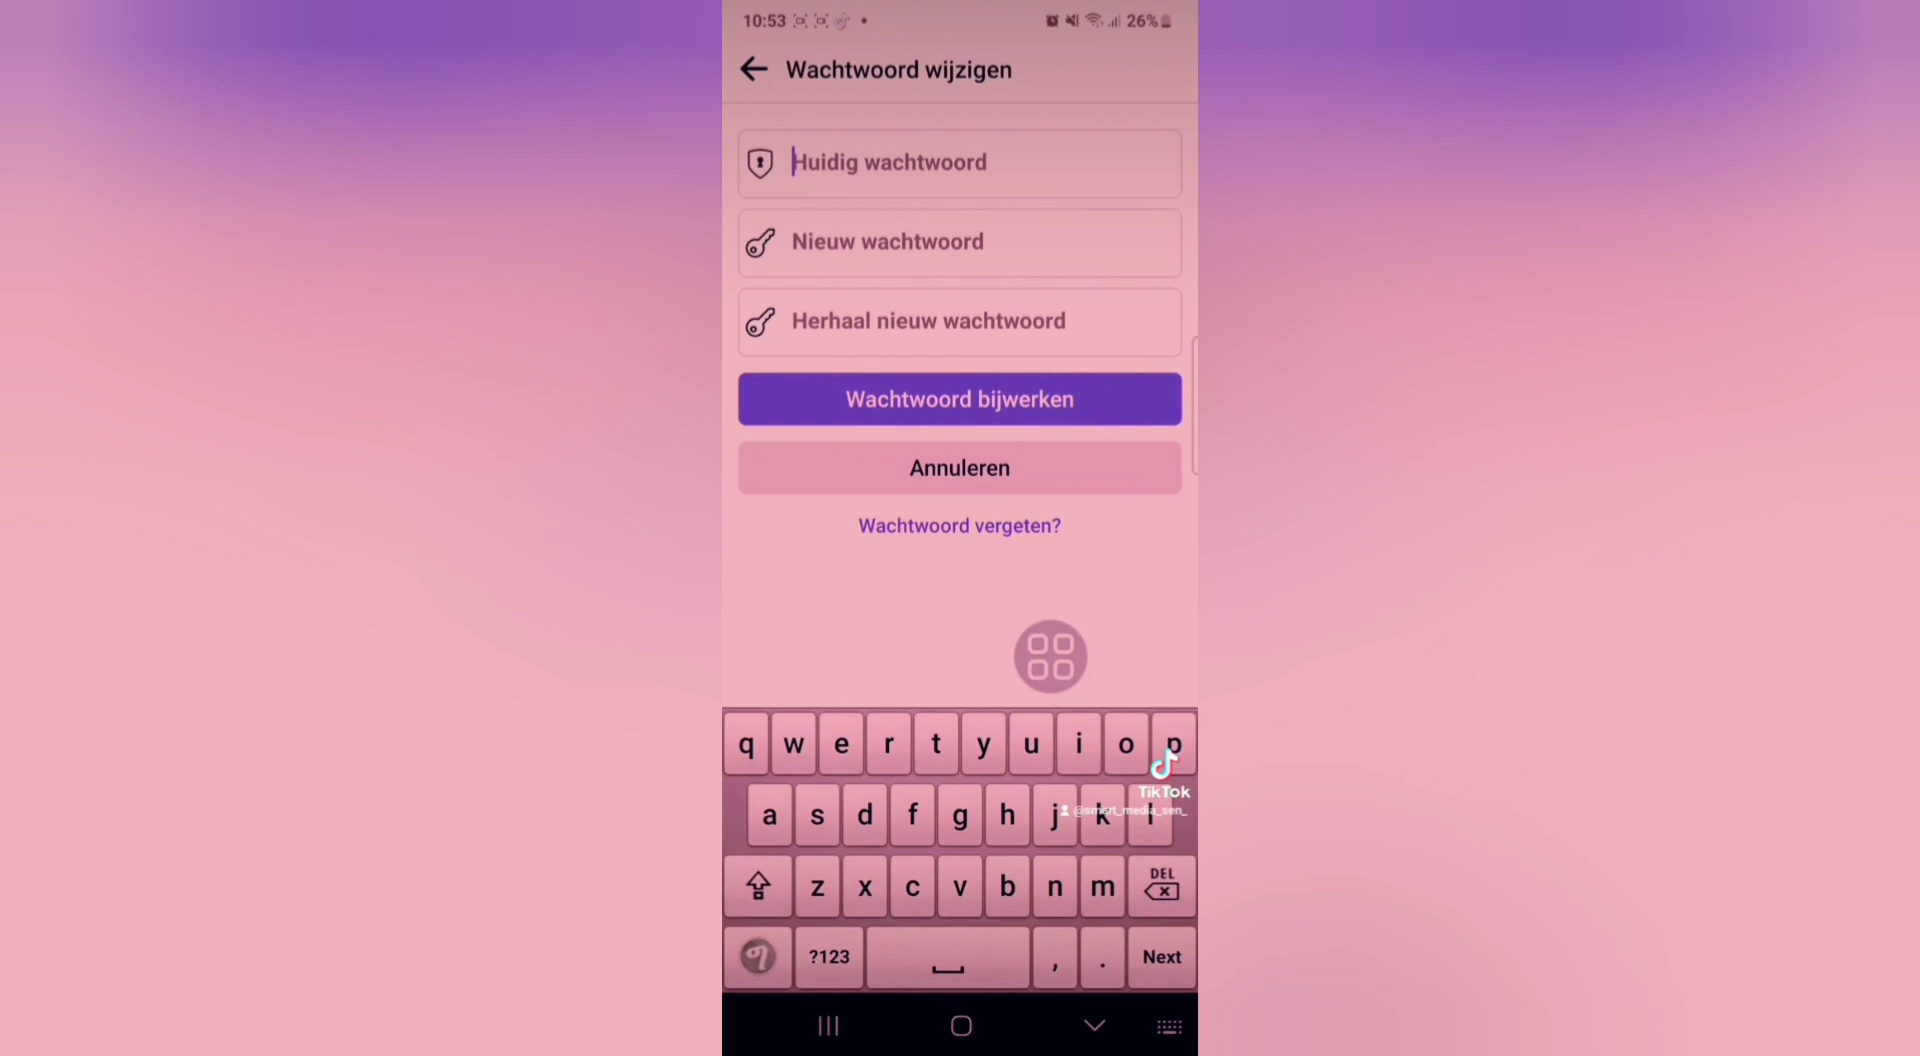 10:53
26%
Wachtwoord wijzigen
Huidig wachtwoord
Nieuw wachtwoord
Herhaal nieuw wachtwoord
Wachtwoord bijwerken
Annuleren
Wachtwoord vergeten?
q w e r t y u i o p
TikTok
@smart_media_sen_
a s d f g h j k l
z x c v b n m DEL
?123 , . Next